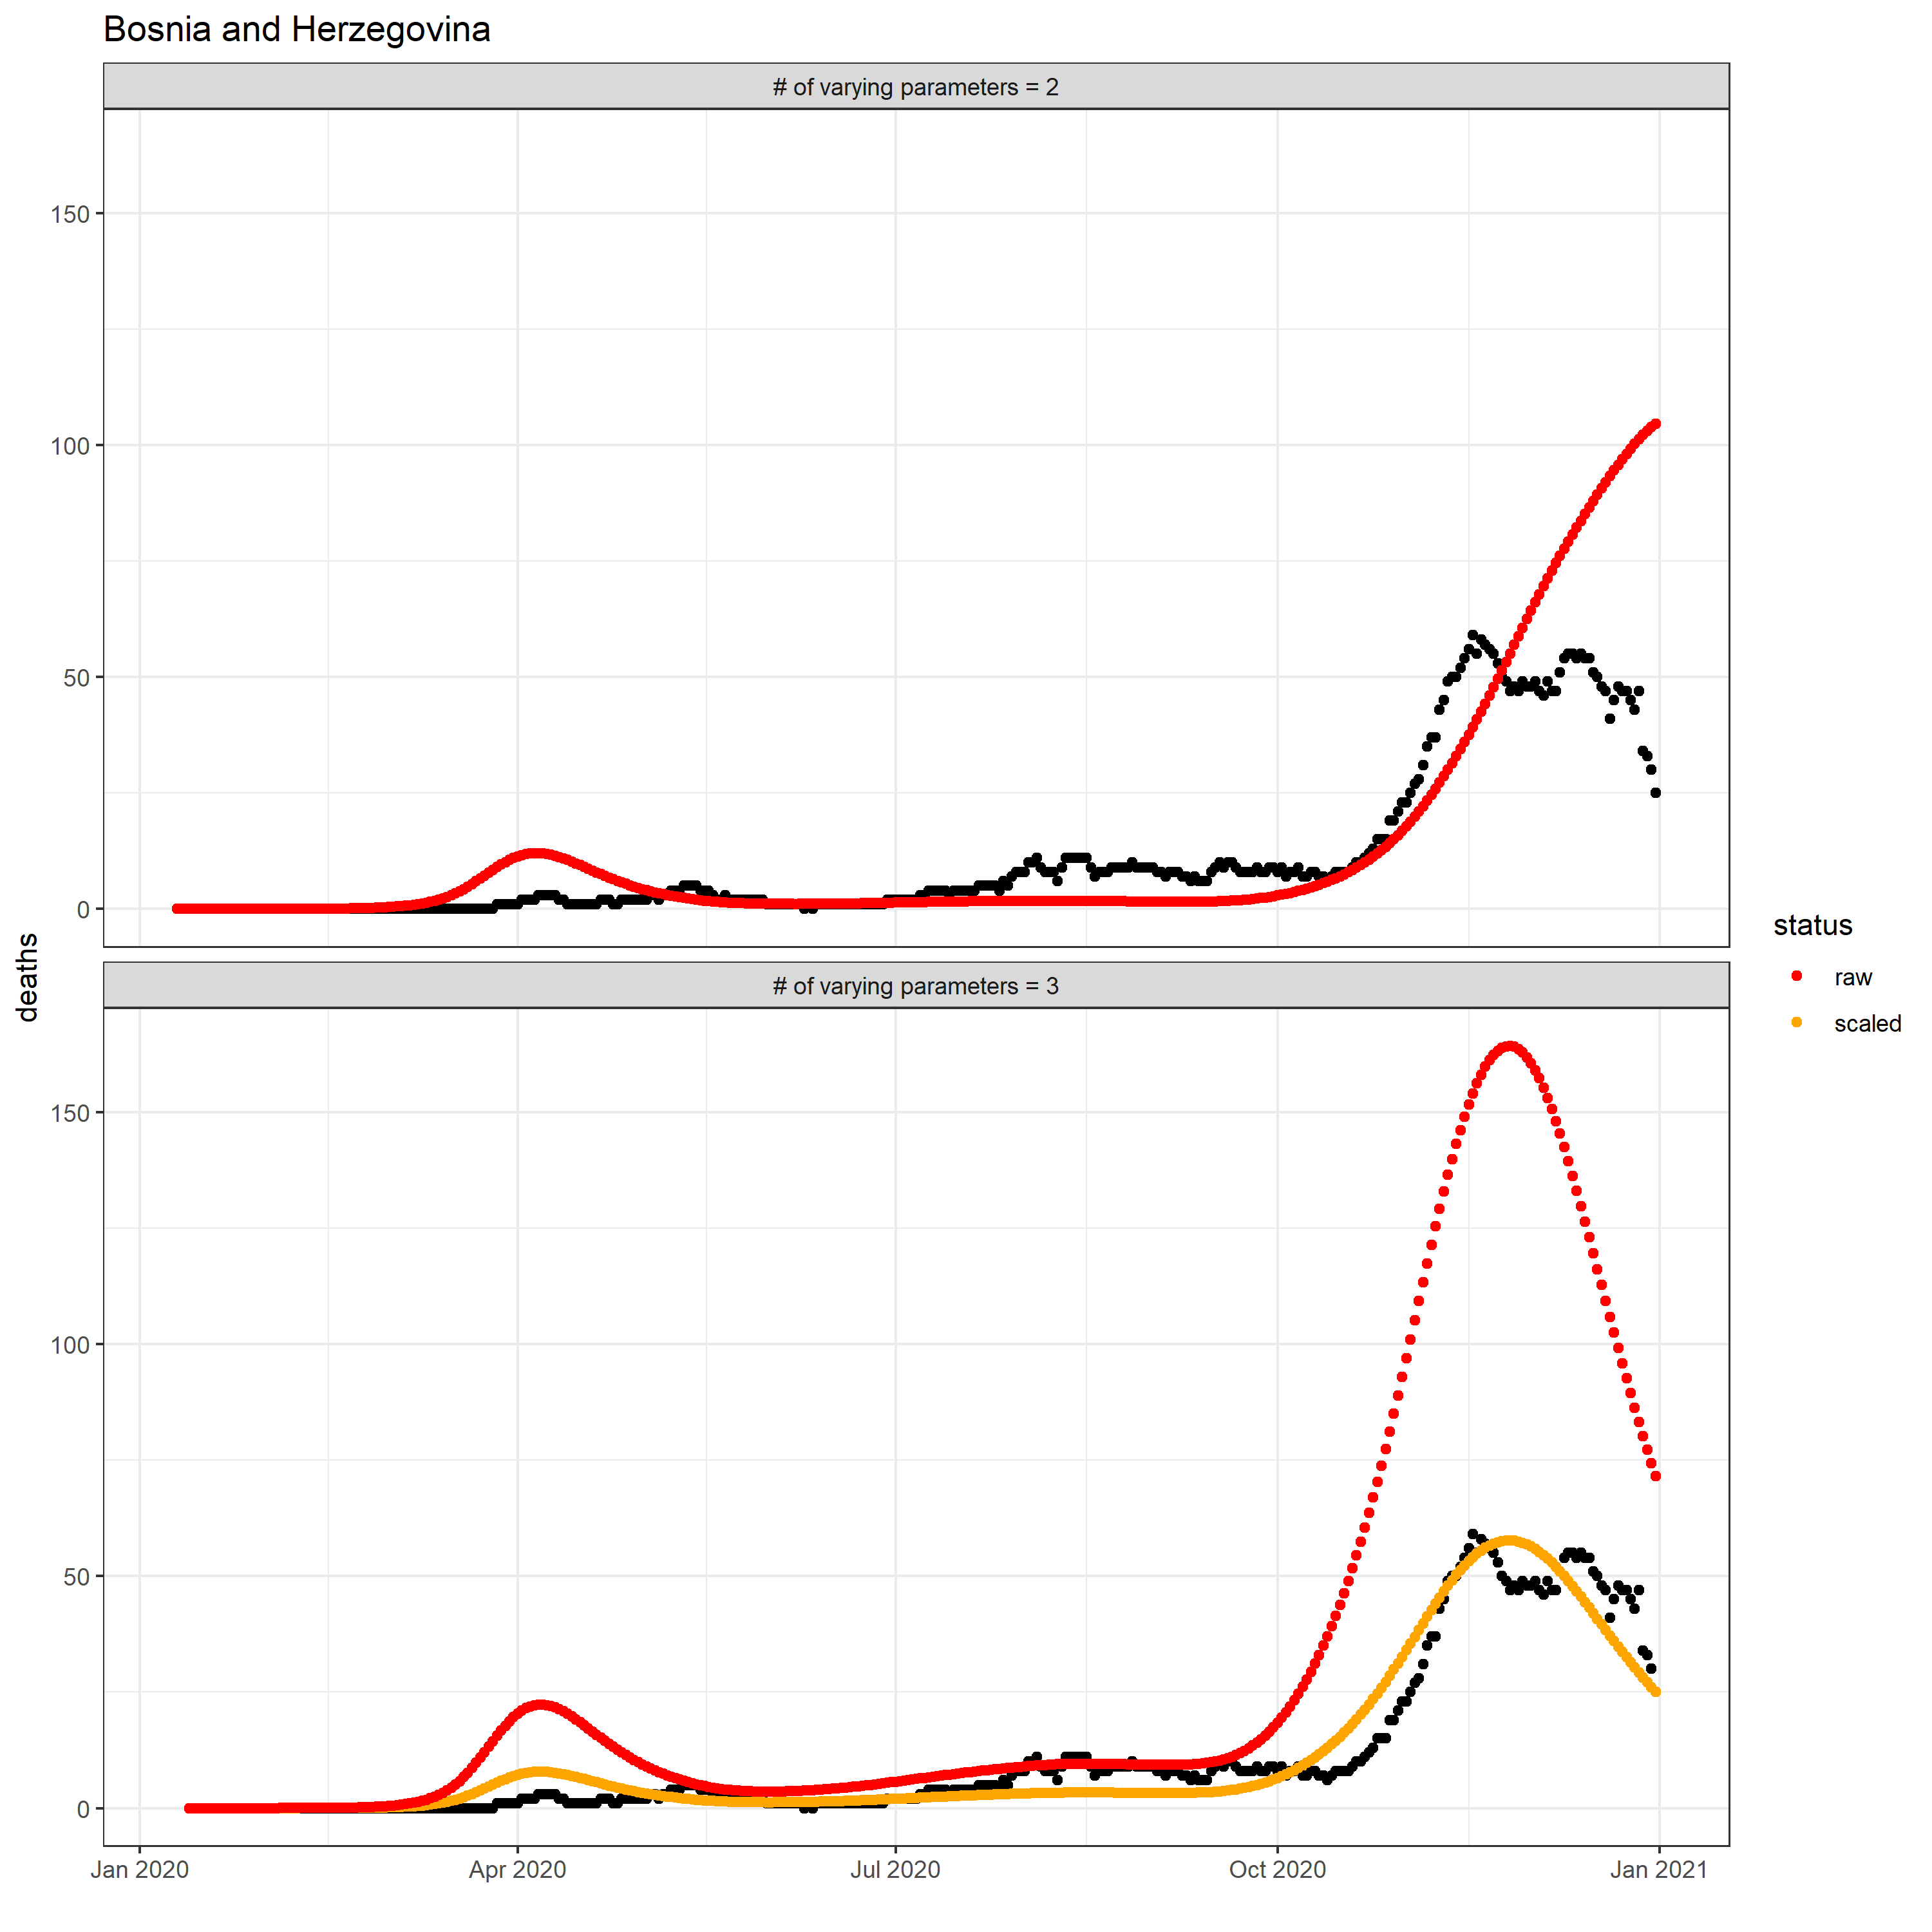 Bosnia and Herzegovina
# of varying parameters = 2
150
100
50
0
deaths
# of varying parameters = 3
150
100
50
0
Jan 2020
Apr 2020
Jul 2020
Oct 2020
Jan 2021
status
raw
scaled